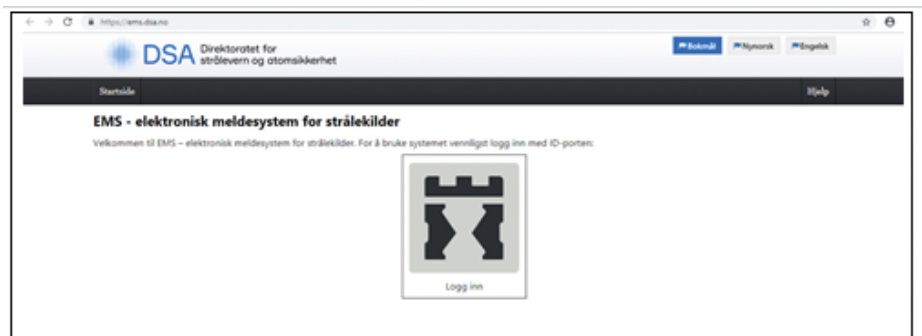 https://ems.dsa.no
DSA Direktoratet for
strålevern og atomsikkerhet
Bokmål Nynorsk Engelsk
Startside Hjelp
EMS - elektronisk meldesystem for strålekilder
Velkommen til EMS – elektronisk meldesystem for strålekilder. For å bruke systemet vennligst logg inn med ID-porten:
Logg inn